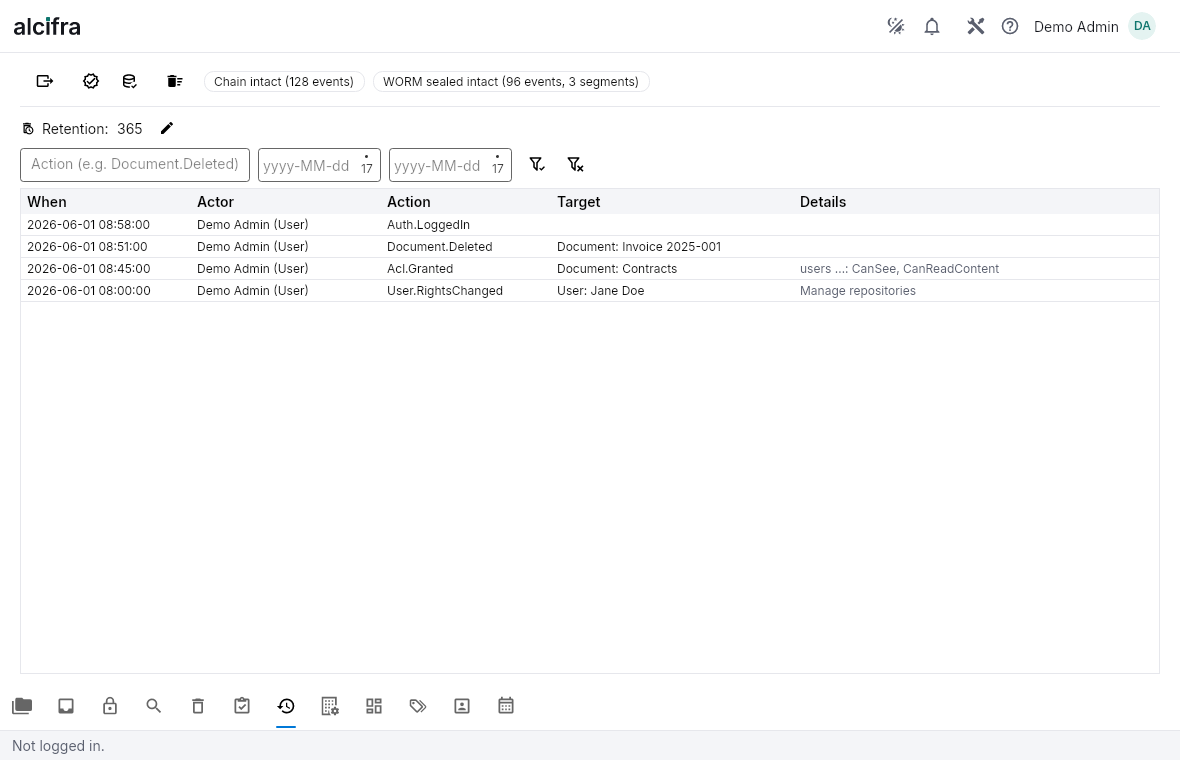 alcifra
Demo Admin DA
Chain intact (128 events) WORM sealed intact (96 events, 3 segments)
Retention: 365
Action (e.g. Document.Deleted) yyyy-MM-dd 17 yyyy-MM-dd 17
When Actor Action Target Details
2026-06-01 08:58:00 Demo Admin (User) Auth.LoggedIn
2026-06-01 08:51:00 Demo Admin (User) Document.Deleted Document: Invoice 2025-001
2026-06-01 08:45:00 Demo Admin (User) Acl.Granted Document: Contracts users ...: CanSee, CanReadContent
2026-06-01 08:00:00 Demo Admin (User) User.RightsChanged User: Jane Doe Manage repositories
Not logged in.